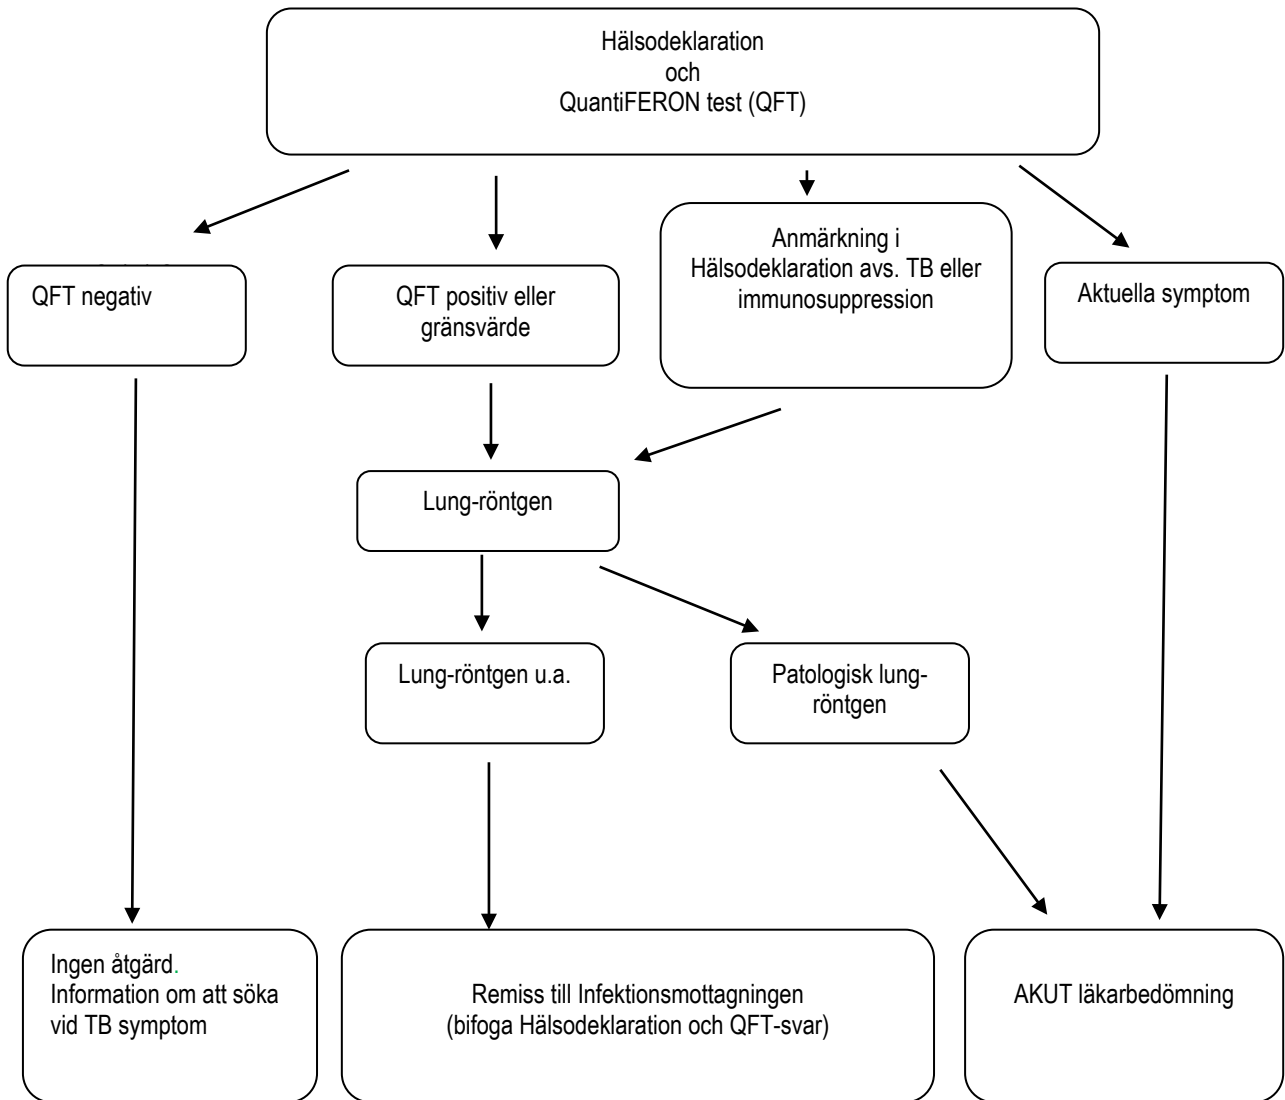 Hälsodeklaration
och
QuantiFERON test (QFT)
QFT negativ
QFT positiv eller
gränsvärde
Anmärkning i
Hälsodeklaration avs. TB eller
immunosuppression
Aktuella symptom
Lung-röntgen
Lung-röntgen u.a.
Patologisk lung-
röntgen
Ingen åtgärd.
Information om att söka
vid TB symptom
Remiss till Infektionsmottagningen
(bifoga Hälsodeklaration och QFT-svar)
AKUT läkarbedömning